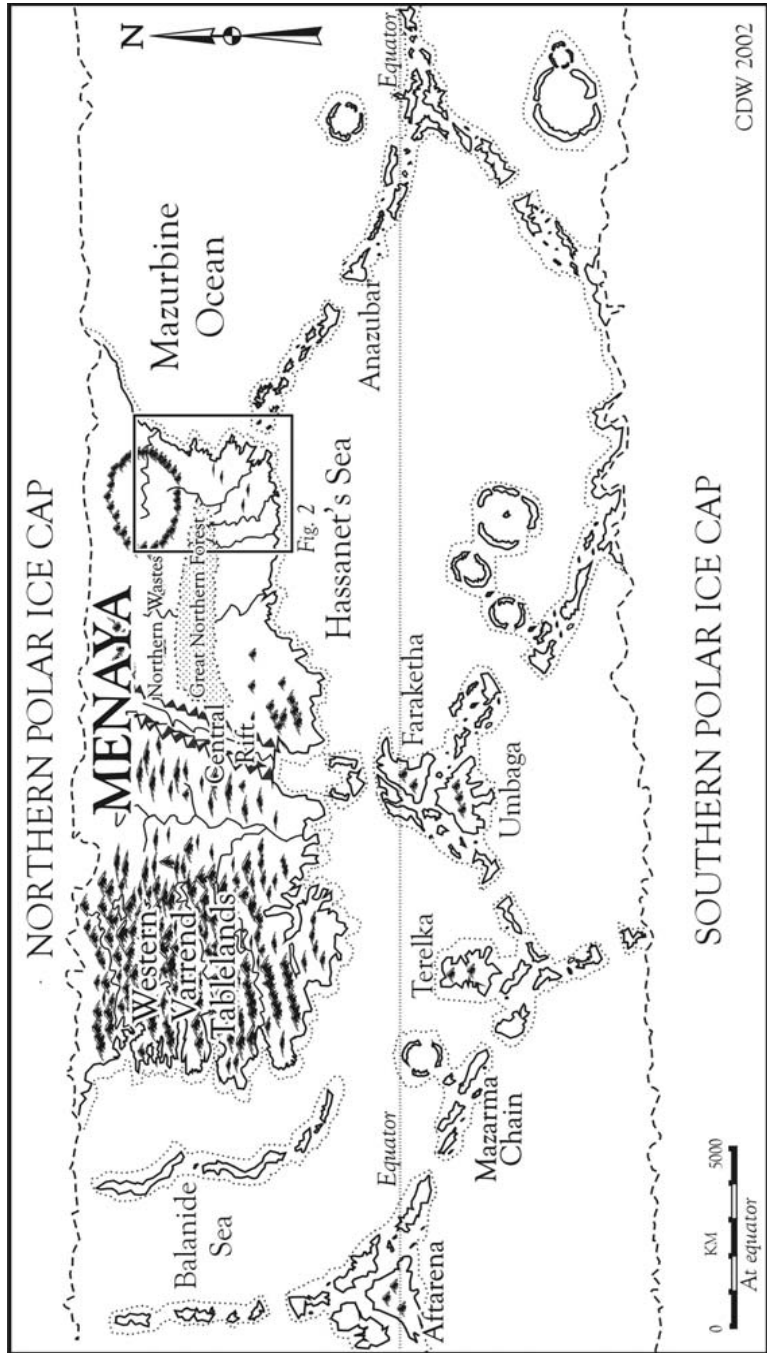 NORTHERN POLAR ICE CAP
N
MENAYA
Mazurbine
Ocean
Northern Wastes
Great Northern Forest
Central
Rift
Western
Varrend
Tablelands
Balanide
Sea
Fig. 2
Hassanet's Sea
Anazubar
Equator
Equator
Faraketha
Umbaga
Terelka
Mazarma
Chain
Aftarena
SOUTHERN POLAR ICE CAP
0 KM 5000
At equator
CDW 2002